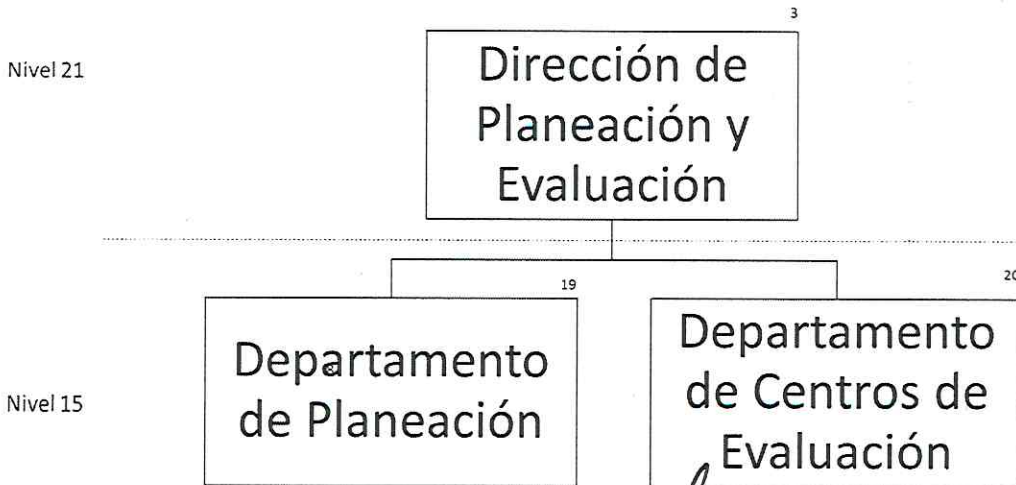 3
Nivel 21
Dirección de
Planeación y
Evaluación
19
20
Nivel 15
Departamento
de Planeación
Departamento
de Centros de
Evaluación